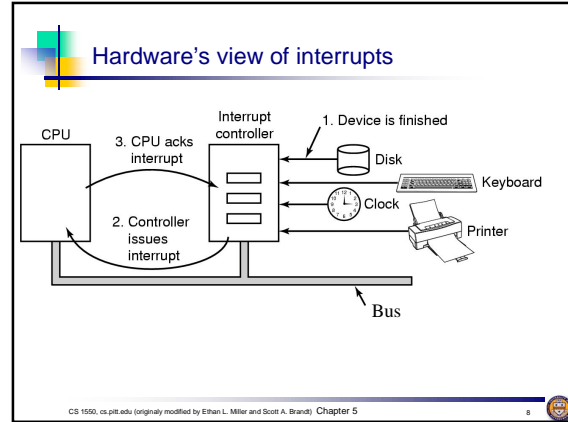 Hardware's view of interrupts
CPU
3. CPU acks
interrupt
Interrupt
controller
1. Device is finished
Disk
Keyboard
Clock
Printer
2. Controller
issues
interrupt
Bus
CS 1550, cs.pitt.edu (originaly modified by Ethan L. Miller and Scott A. Brandt) Chapter 5
8